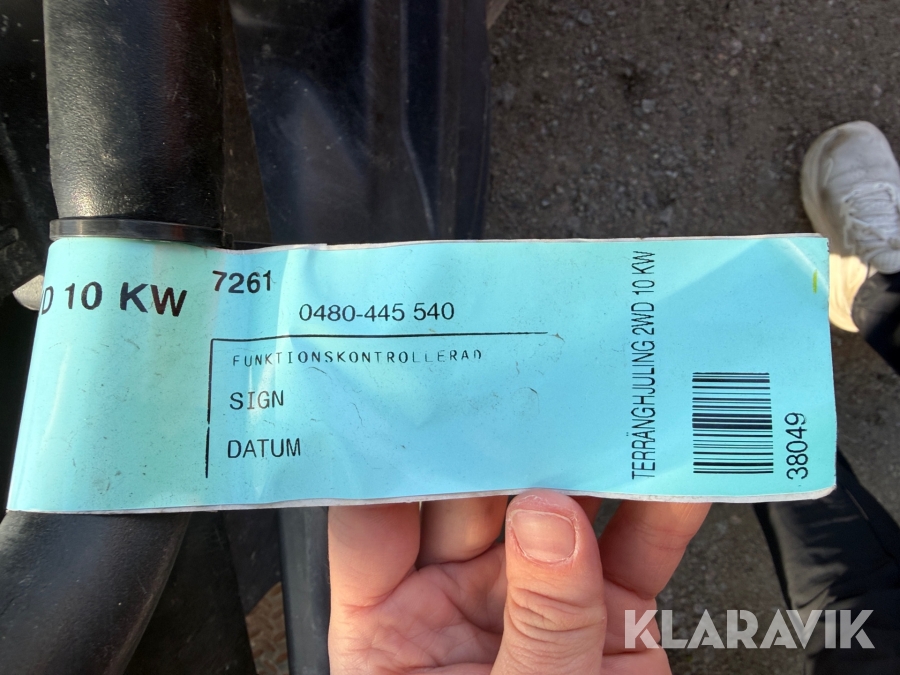 D 10 KW
7261
0480-445 540
FUNKTIONSKONTROLLERAD
SIGN
DATUM
TERRÄNGHJULING 2WD 10 KW
38049
KLARAVIK